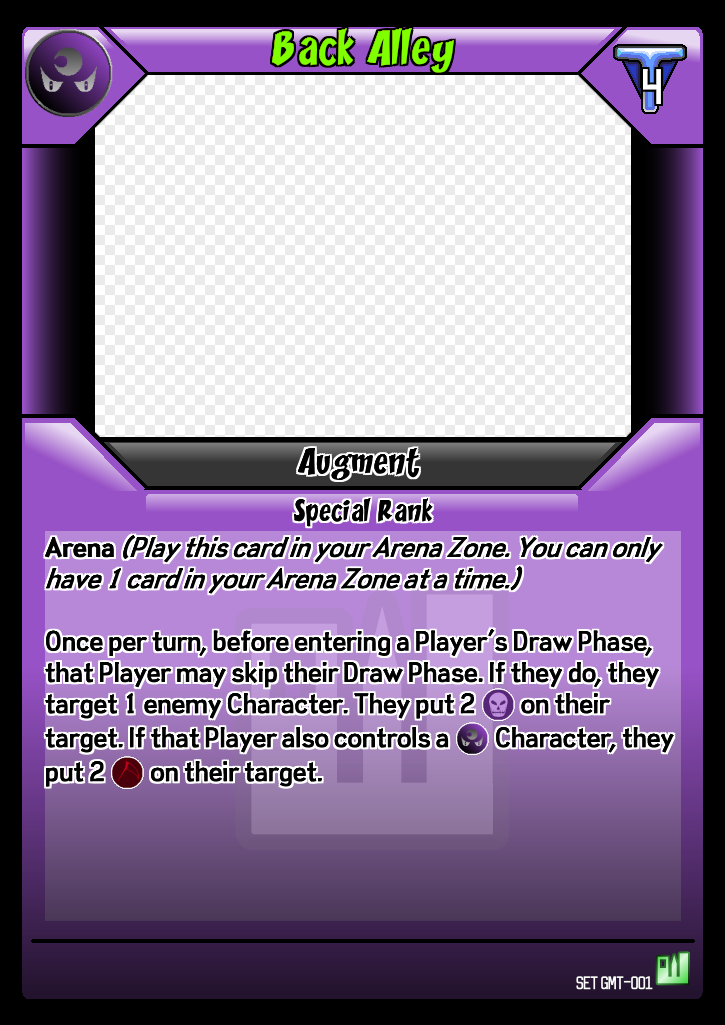 Back Alley
4
Augment
Special Rank
Arena (Play this card in your Arena Zone. You can only
have 1 card in your Arena Zone at a time.)
Once per turn, before entering a Player's Draw Phase,
that Player may skip their Draw Phase. If they do, they
target 1 enemy Character. They put 2 on their
target. If that Player also controls a Character, they
put 2 on their target.
SET GMT-001